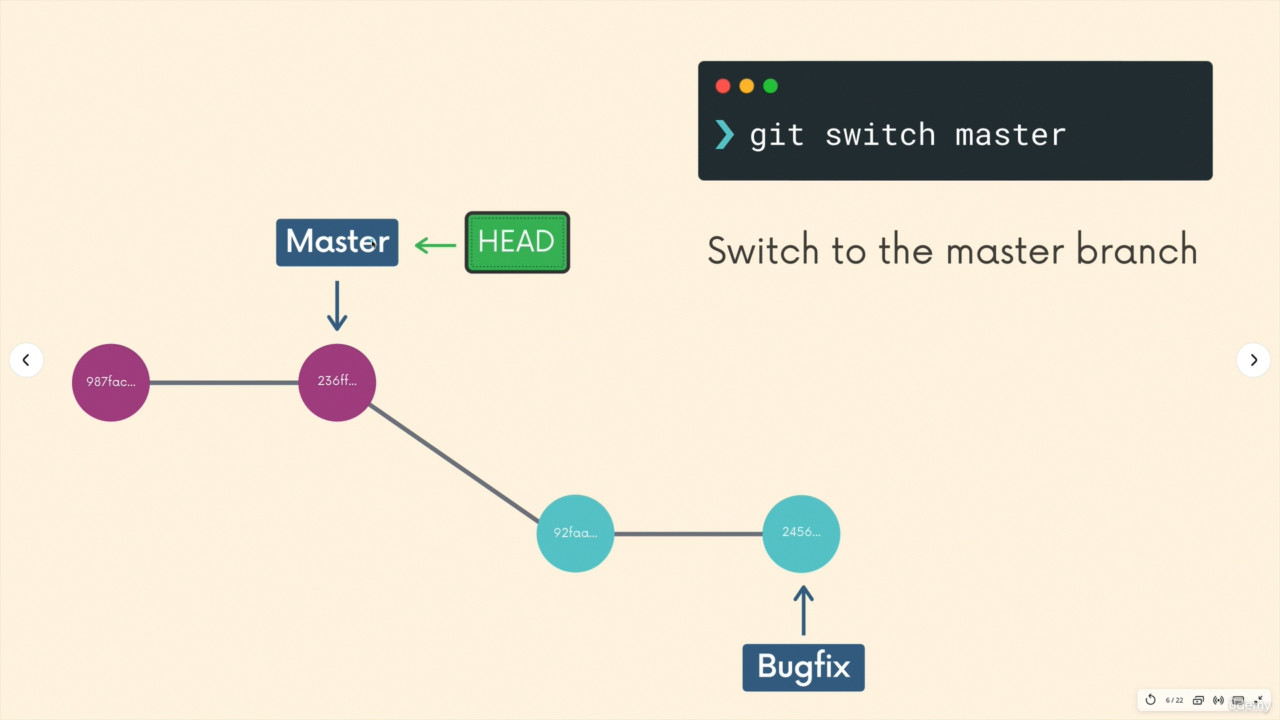 ❯ git switch master
Master
HEAD
Switch to the master branch
987fac...
236ff...
92faa...
2456...
Bugfix
6 / 22
udemy